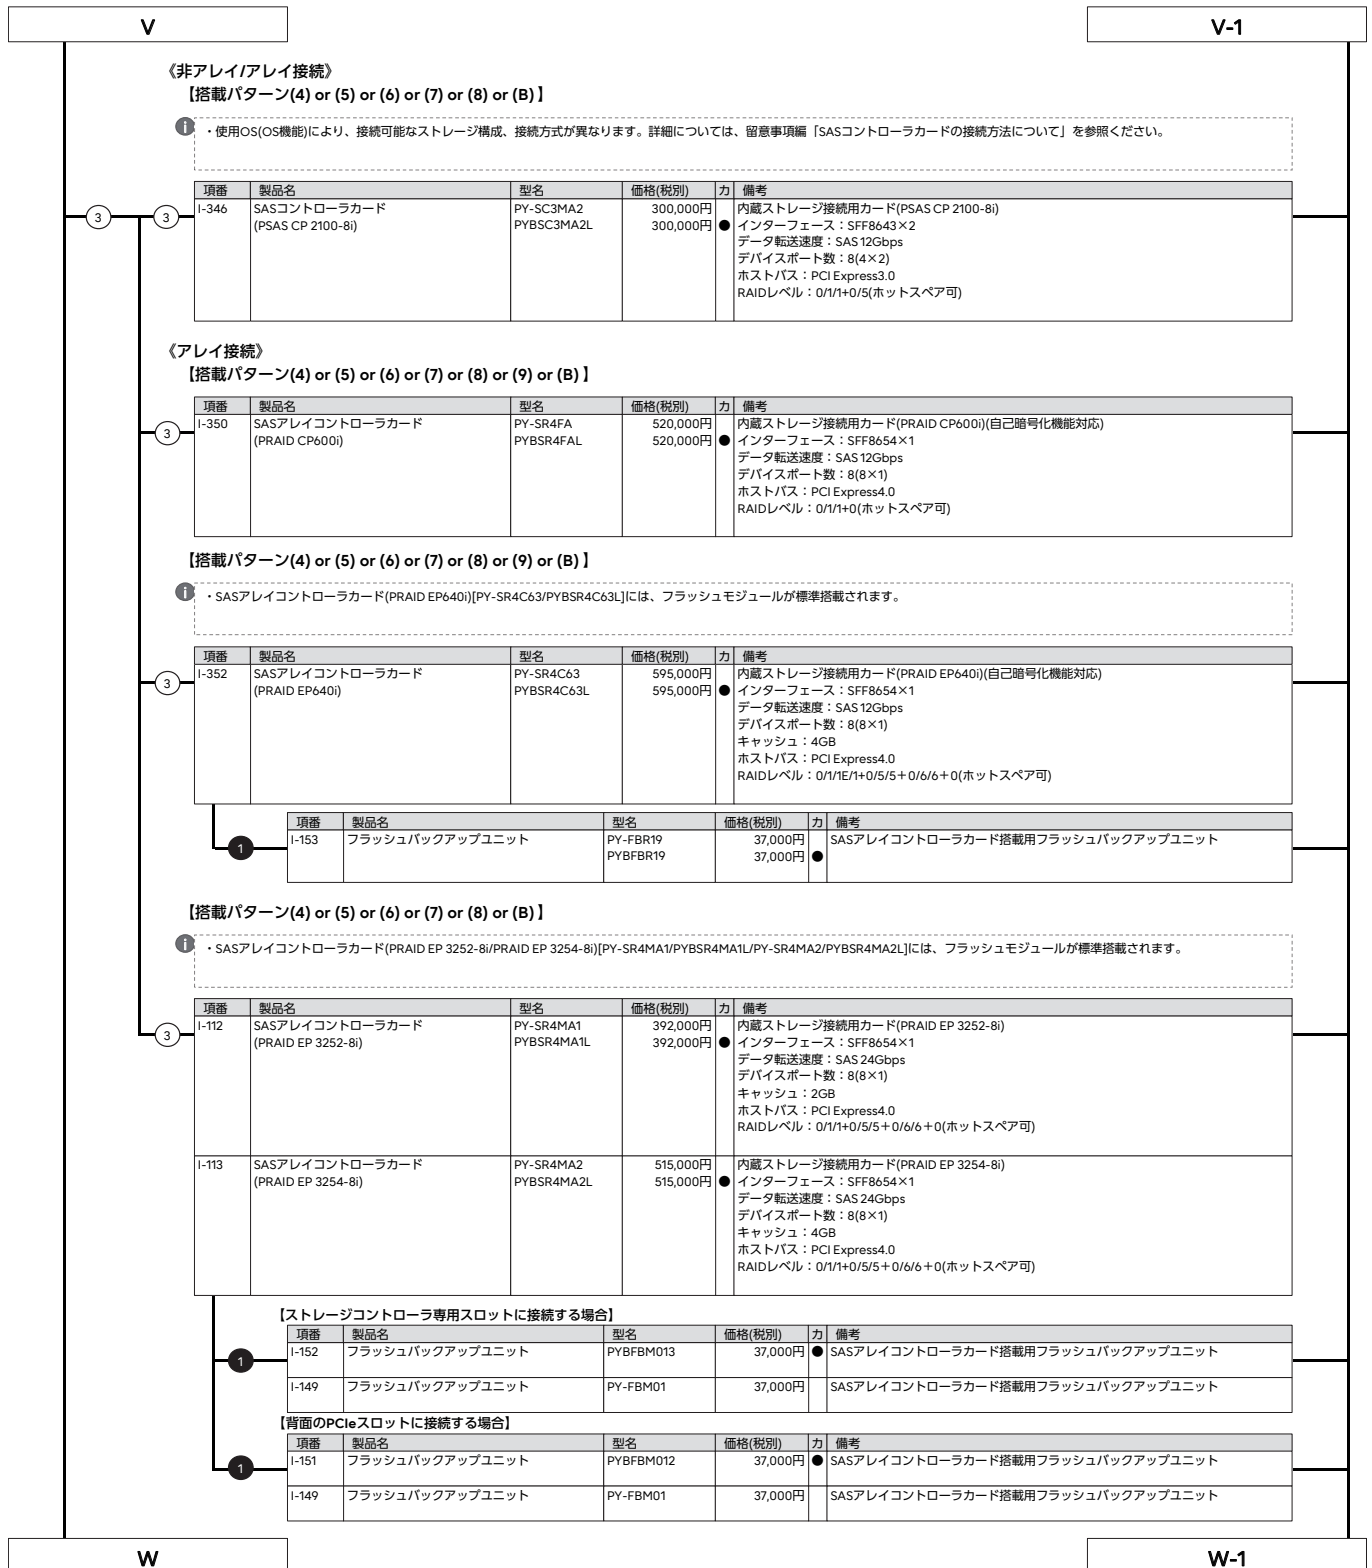 V
V-1
《非アレイ/アレイ接続》
【搭載パターン(4) or (5) or (6) or (7) or (8) or (B) 】
i
・使用OS(OS機能)により、接続可能なストレージ構成、接続方式が異なります。詳細については、留意事項編「SASコントローラカードの接続方法について」を参照ください。
項番 製品名 型名 価格(税別) カ 備考
3 3 I-346 SASコントローラカード PY-SC3MA2 300,000円 内蔵ストレージ接続用カード(PSAS CP 2100-8i)
(PSAS CP 2100-8i) PYBSC3MA2L 300,000円 ● インターフェース：SFF8643×2
データ転送速度：SAS 12Gbps
デバイスポート数：8(4×2)
ホストバス：PCI Express3.0
RAIDレベル：0/1/1+0/5(ホットスペア可)
《アレイ接続》
【搭載パターン(4) or (5) or (6) or (7) or (8) or (9) or (B) 】
項番 製品名 型名 価格(税別) カ 備考
3 I-350 SASアレイコントローラカード PY-SR4FA 520,000円 内蔵ストレージ接続用カード(PRAID CP600i)(自己暗号化機能対応)
(PRAID CP600i) PYBSR4FAL 520,000円 ● インターフェース：SFF8654×1
データ転送速度：SAS 12Gbps
デバイスポート数：8(8×1)
ホストバス：PCI Express4.0
RAIDレベル：0/1/1+0(ホットスペア可)
【搭載パターン(4) or (5) or (6) or (7) or (8) or (9) or (B) 】
i
・SASアレイコントローラカード(PRAID EP640i)[PY-SR4C63/PYBSR4C63L]には、フラッシュモジュールが標準搭載されます。
項番 製品名 型名 価格(税別) カ 備考
3 I-352 SASアレイコントローラカード PY-SR4C63 595,000円 内蔵ストレージ接続用カード(PRAID EP640i)(自己暗号化機能対応)
(PRAID EP640i) PYBSR4C63L 595,000円 ● インターフェース：SFF8654×1
データ転送速度：SAS 12Gbps
デバイスポート数：8(8×1)
キャッシュ：4GB
ホストバス：PCI Express4.0
RAIDレベル：0/1/1E/1+0/5/5＋0/6/6＋0(ホットスペア可)
項番 製品名 型名 価格(税別) カ 備考
1 I-153 フラッシュバックアップユニット PY-FBR19 37,000円 SASアレイコントローラカード搭載用フラッシュバックアップユニット
PYBFBR19 37,000円 ●
【搭載パターン(4) or (5) or (6) or (7) or (8) or (B) 】
i
・SASアレイコントローラカード(PRAID EP 3252-8i/PRAID EP 3254-8i)[PY-SR4MA1/PYBSR4MA1L/PY-SR4MA2/PYBSR4MA2L]には、フラッシュモジュールが標準搭載されます。
項番 製品名 型名 価格(税別) カ 備考
3 I-112 SASアレイコントローラカード PY-SR4MA1 392,000円 内蔵ストレージ接続用カード(PRAID EP 3252-8i)
(PRAID EP 3252-8i) PYBSR4MA1L 392,000円 ● インターフェース：SFF8654×1
データ転送速度：SAS 24Gbps
デバイスポート数：8(8×1)
キャッシュ：2GB
ホストバス：PCI Express4.0
RAIDレベル：0/1/1+0/5/5＋0/6/6＋0(ホットスペア可)
I-113 SASアレイコントローラカード PY-SR4MA2 515,000円 内蔵ストレージ接続用カード(PRAID EP 3254-8i)
(PRAID EP 3254-8i) PYBSR4MA2L 515,000円 ● インターフェース：SFF8654×1
データ転送速度：SAS 24Gbps
デバイスポート数：8(8×1)
キャッシュ：4GB
ホストバス：PCI Express4.0
RAIDレベル：0/1/1+0/5/5＋0/6/6＋0(ホットスペア可)
【ストレージコントローラ専用スロットに接続する場合】
項番 製品名 型名 価格(税別) カ 備考
1 I-152 フラッシュバックアップユニット PYBFBM013 37,000円 ● SASアレイコントローラカード搭載用フラッシュバックアップユニット
I-149 フラッシュバックアップユニット PY-FBM01 37,000円 SASアレイコントローラカード搭載用フラッシュバックアップユニット
【背面のPCIeスロットに接続する場合】
項番 製品名 型名 価格(税別) カ 備考
1 I-151 フラッシュバックアップユニット PYBFBM012 37,000円 ● SASアレイコントローラカード搭載用フラッシュバックアップユニット
I-149 フラッシュバックアップユニット PY-FBM01 37,000円 SASアレイコントローラカード搭載用フラッシュバックアップユニット
W
W-1